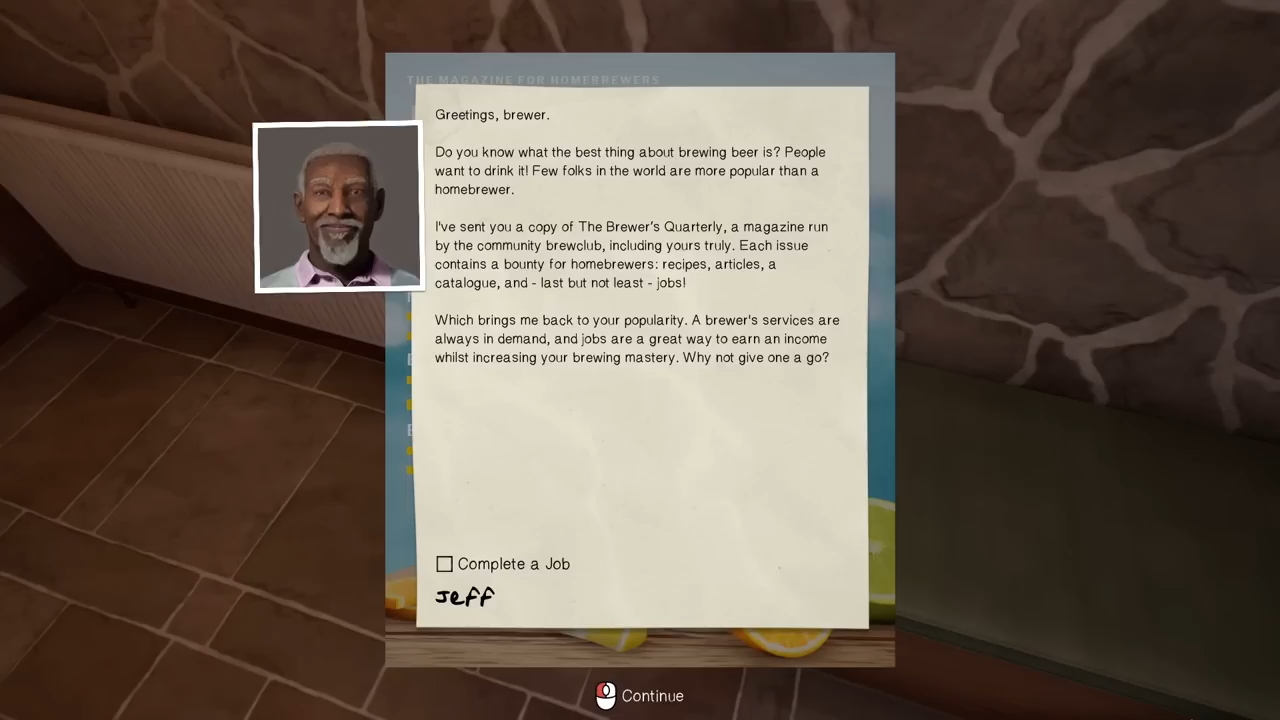 THE MAGAZINE FOR HOMEBREWERS
Greetings, brewer.
Do you know what the best thing about brewing beer is? People
want to drink it! Few folks in the world are more popular than a
homebrewer.
I've sent you a copy of The Brewer's Quarterly, a magazine run
by the community brewclub, including yours truly. Each issue
contains a bounty for homebrewers: recipes, articles, a
catalogue, and - last but not least - jobs!
Which brings me back to your popularity. A brewer's services are
always in demand, and jobs are a great way to earn an income
whilst increasing your brewing mastery. Why not give one a go?
Complete a Job
Jeff
Continue